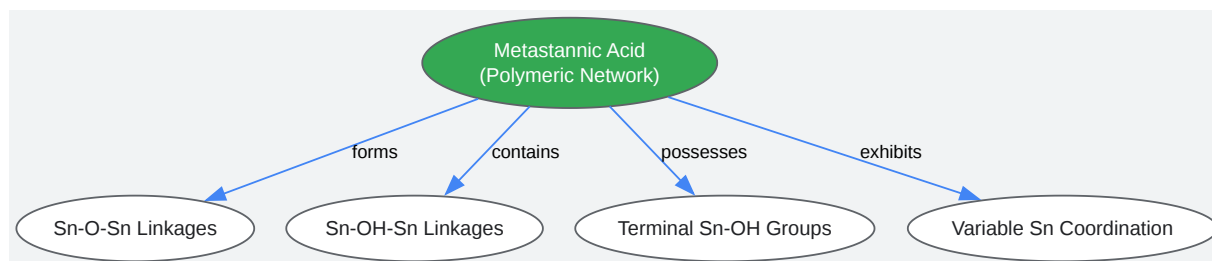 Metastannic Acid
(Polymeric Network)
forms
contains
possesses
exhibits
Sn-O-Sn Linkages
Sn-OH-Sn Linkages
Terminal Sn-OH Groups
Variable Sn Coordination